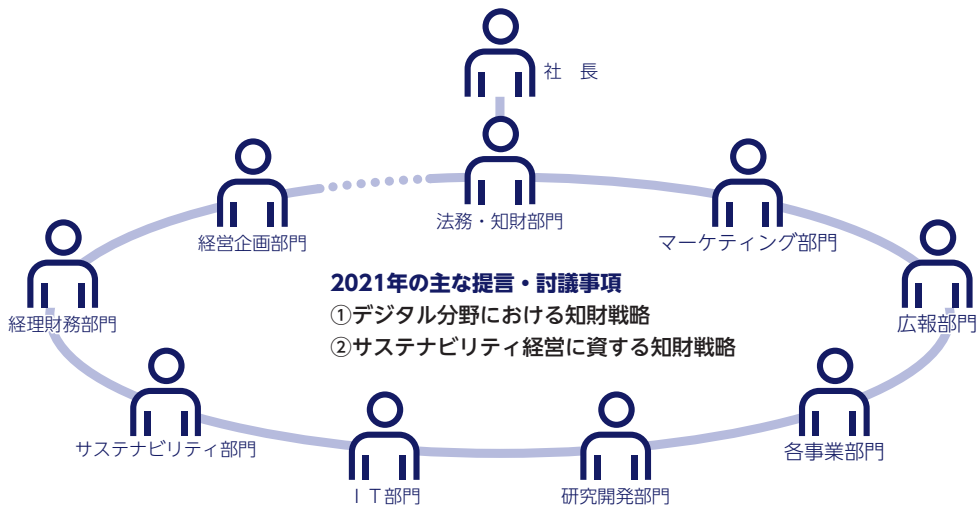 社　長
法務・知財部門
経営企画部門
マーケティング部門
経理財務部門
広報部門
2021年の主な提言・討議事項
①デジタル分野における知財戦略
②サステナビリティ経営に資する知財戦略
サステナビリティ部門
各事業部門
ＩＴ部門
研究開発部門